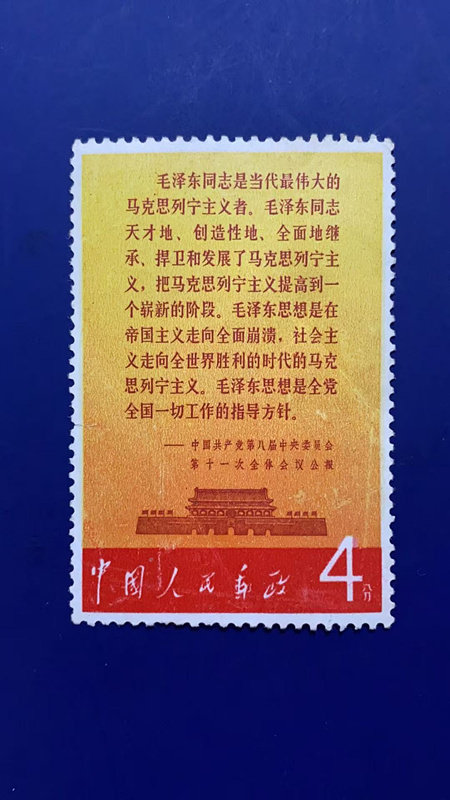 毛泽东同志是当代最伟大的
马克思列宁主义者。毛泽东同志
天才地、创造性地、全面地继
承、捍卫和发展了马克思列宁主
义，把马克思列宁主义提高到一
个崭新的阶段。毛泽东思想是在
帝国主义走向全面崩溃，社会主
义走向全世界胜利的时代的马克
思列宁主义。毛泽东思想是全党
全国一切工作的指导方针。
——中国共产党第八届中央委员会
第十一次全体会议公报
中国人民邮政 4分